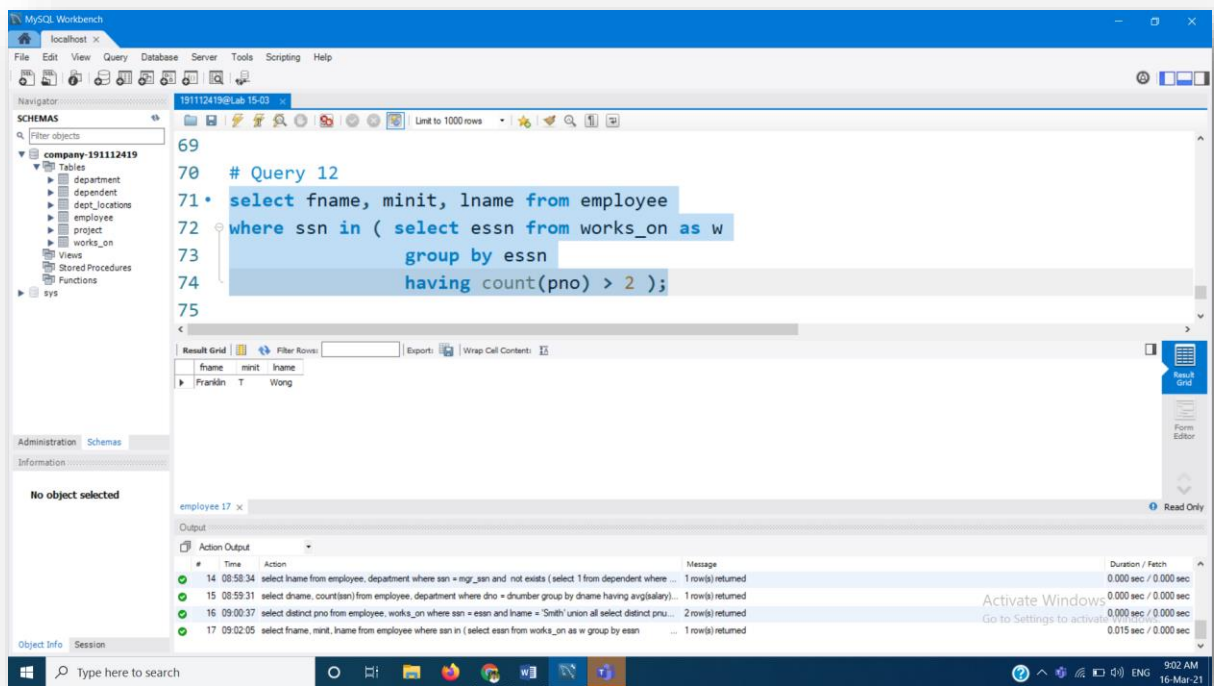 MySQL Workbench
localhost ×
File Edit View Query Database Server Tools Scripting Help
Navigator
SCHEMAS
Filter objects
company-191112419
Tables
department
dependent
dept_locations
employee
project
works_on
Views
Stored Procedures
Functions
sys
Administration Schemas
Information
No object selected
Object Info Session
191112419@Lab 15-03 ×
Limit to 1000 rows
69
70 # Query 12
71 select fname, minit, lname from employee
72 where ssn in ( select essn from works_on as w
73 group by essn
74 having count(pno) > 2 );
75
Result Grid Filter Rows: Export: Wrap Cell Content:
fname minit lname
Franklin T Wong
Result Grid
Form Editor
employee 17 ×
Read Only
Output
Action Output
# Time Action Message Duration / Fetch
14 08:58:34 select lname from employee, department where ssn = mgr_ssn and not exists ( select 1 from dependent where ... 1 row(s) returned 0.000 sec / 0.000 sec
15 08:59:31 select dname, count(ssn) from employee, department where dno = dnumber group by dname having avg(salary)... 1 row(s) returned 0.000 sec / 0.000 sec
16 09:00:37 select distinct pno from employee, works_on where ssn = essn and lname = 'Smith' union all select distinct pnu... 2 row(s) returned 0.000 sec / 0.000 sec
17 09:02:05 select fname, minit, lname from employee where ssn in ( select essn from works_on as w group by essn ... 1 row(s) returned 0.015 sec / 0.000 sec
Activate Windows
Go to Settings to activate Windows.
Type here to search
ENG
9:02 AM
16-Mar-21